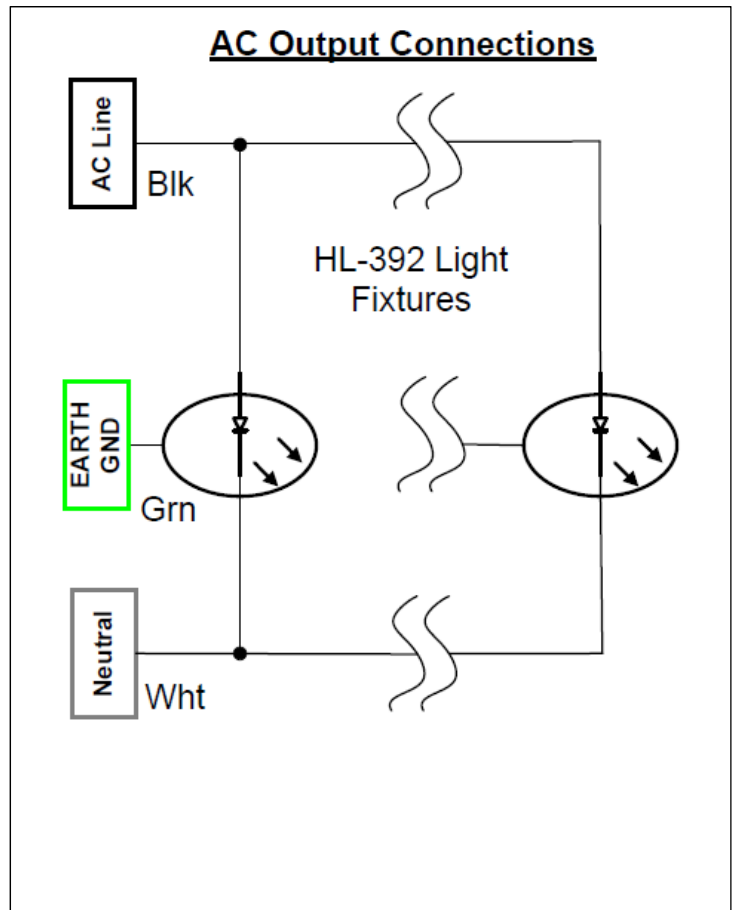 AC Output Connections
AC Line
Blk
HL-392 Light
Fixtures
EARTH
GND
Grn
Neutral
Wht